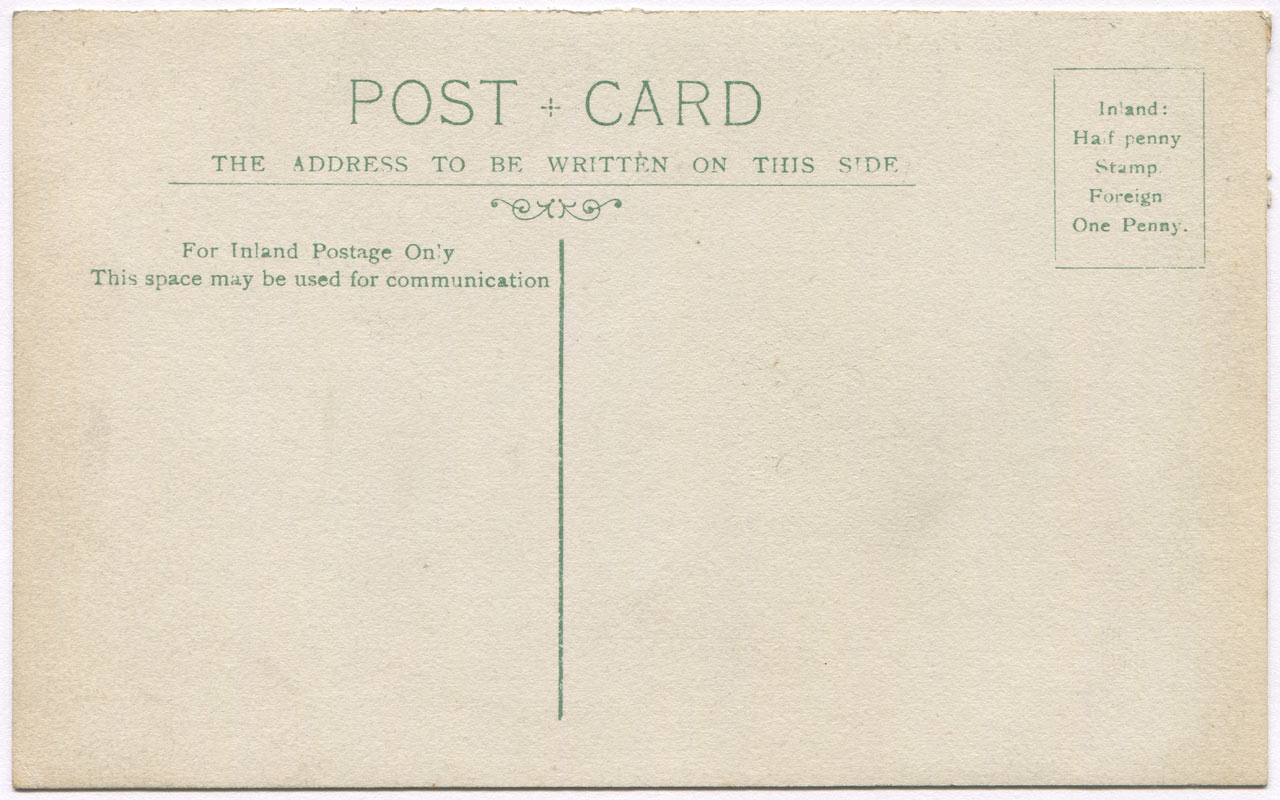 POST + CARD
THE ADDRESS TO BE WRITTEN ON THIS SIDE
Inland:
Half penny
Stamp.
Foreign
One Penny.
For Inland Postage Only
This space may be used for communication